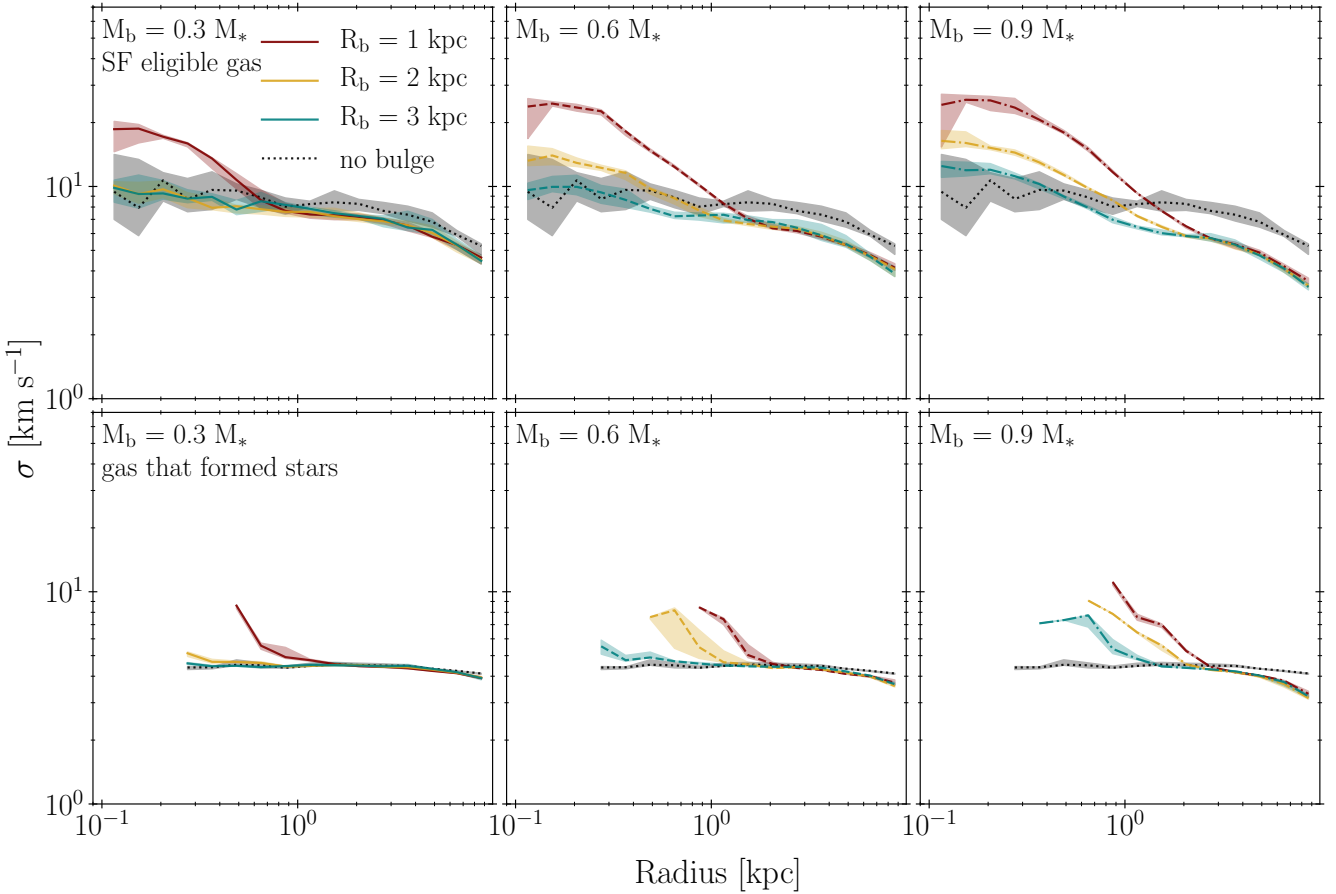 M_b = 0.3 M_*
SF eligible gas
R_b = 1 kpc
R_b = 2 kpc
R_b = 3 kpc
no bulge
M_b = 0.6 M_*
M_b = 0.9 M_*
10^1
10^0
σ [km s^−1]
M_b = 0.3 M_*
gas that formed stars
M_b = 0.6 M_*
M_b = 0.9 M_*
10^1
10^0
10^−1 10^0 10^−1 10^0 10^−1 10^0
Radius [kpc]